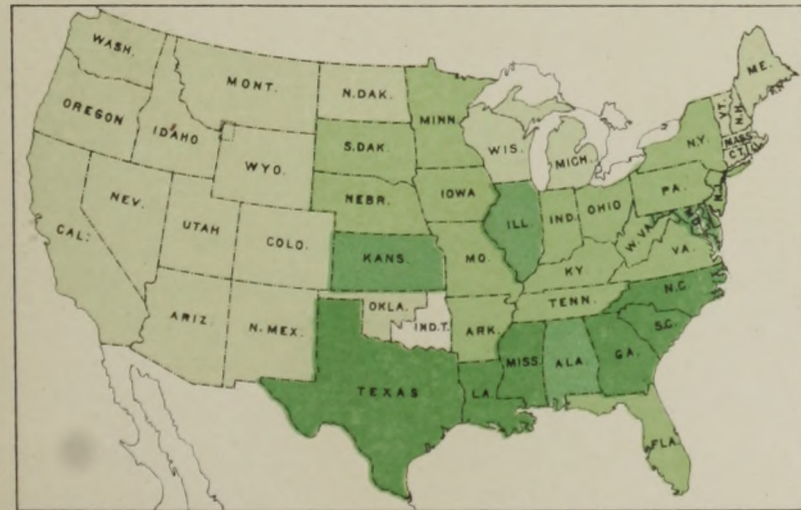 WASH.
MONT.
N.DAK.
MINN.
ME.
OREGON
IDAHO
S.DAK.
WIS.
MICH.
VT.
N.H.
MASS.
CT.
N.Y.
WYO.
NEBR.
IOWA
PA.
NEV.
UTAH
COLO.
ILL.
IND.
OHIO
W.VA.
VA.
CAL.
KANS.
MO.
KY
N.C.
ARIZ.
N.MEX.
OKLA.
IND.T.
ARK.
TENN.
S.C.
TEXAS
LA.
MISS.
ALA.
GA.
FLA.